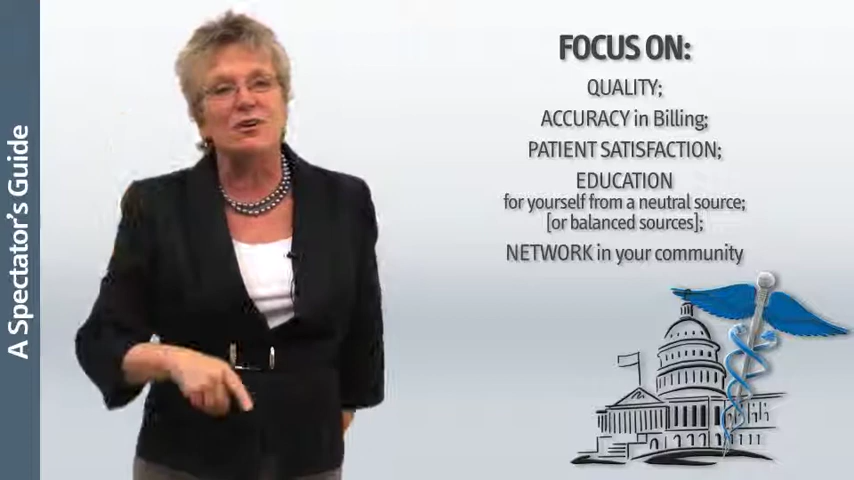 A Spectator's Guide
FOCUS ON:
QUALITY;
ACCURACY in Billing;
PATIENT SATISFACTION;
EDUCATION
for yourself from a neutral source;
[or balanced sources];
NETWORK in your community